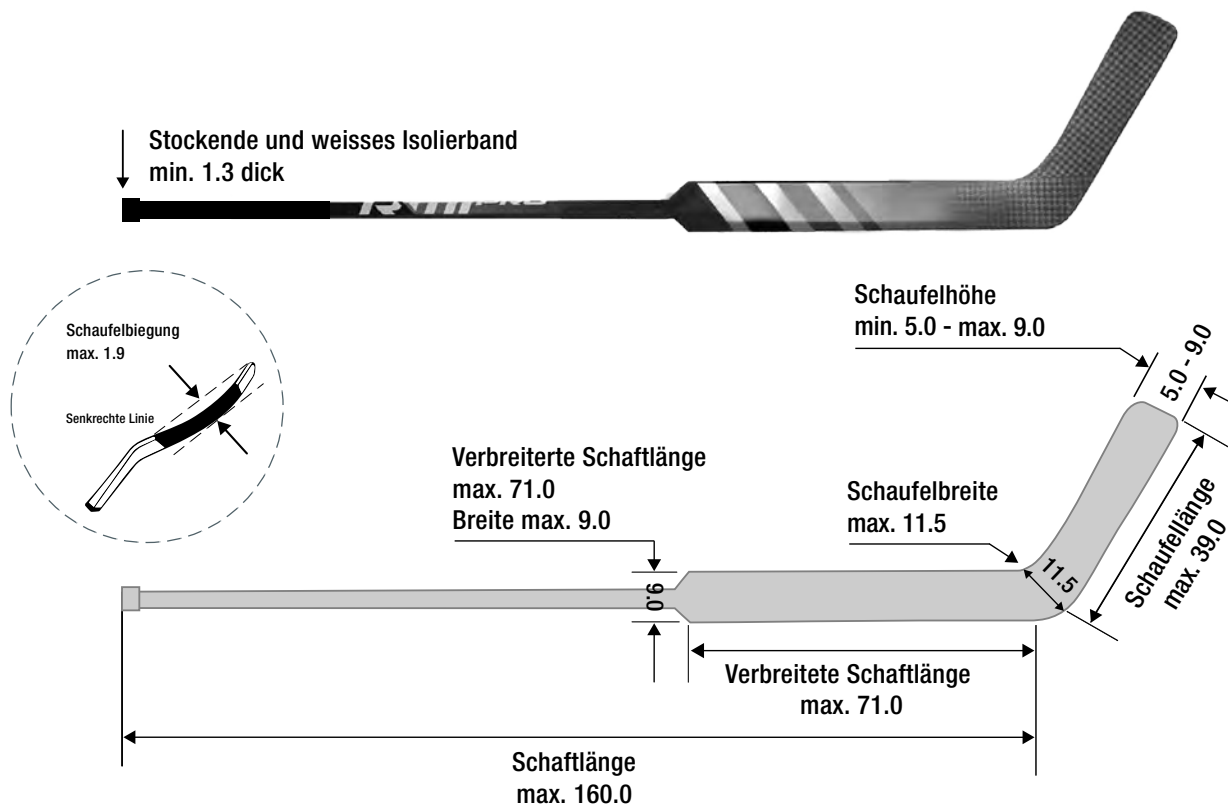 Stockende und weisses Isolierband
min. 1.3 dick
PRO
Schaufelbiegung
max. 1.9
Senkrechte Linie
Schaufelhöhe
min. 5.0 - max. 9.0
5.0 - 9.0
Verbreiterte Schaftlänge
max. 71.0
Breite max. 9.0
Schaufelbreite
max. 11.5
9.0
11.5
Schaufellänge
max. 39.0
Verbreitete Schaftlänge
max. 71.0
Schaftlänge
max. 160.0